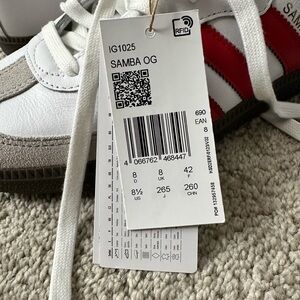 RFID
IG1025
SAMBA OG
690
EAN
8
4 066762 468447
8
D
8
UK
42
F
8½
US
265
J
260
CHN
SA